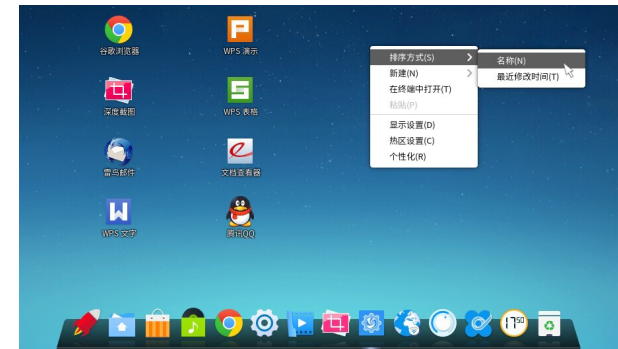 谷歌浏览器
WPS 演示
深度截图
WPS 表格
雷鸟邮件
文档查看器
WPS 文字
腾讯QQ
排序方式(S)
新建(N)
在终端中打开(T)
粘贴(P)
显示设置(D)
热区设置(C)
个性化(R)
名称(N)
最近修改时间(T)
17 50